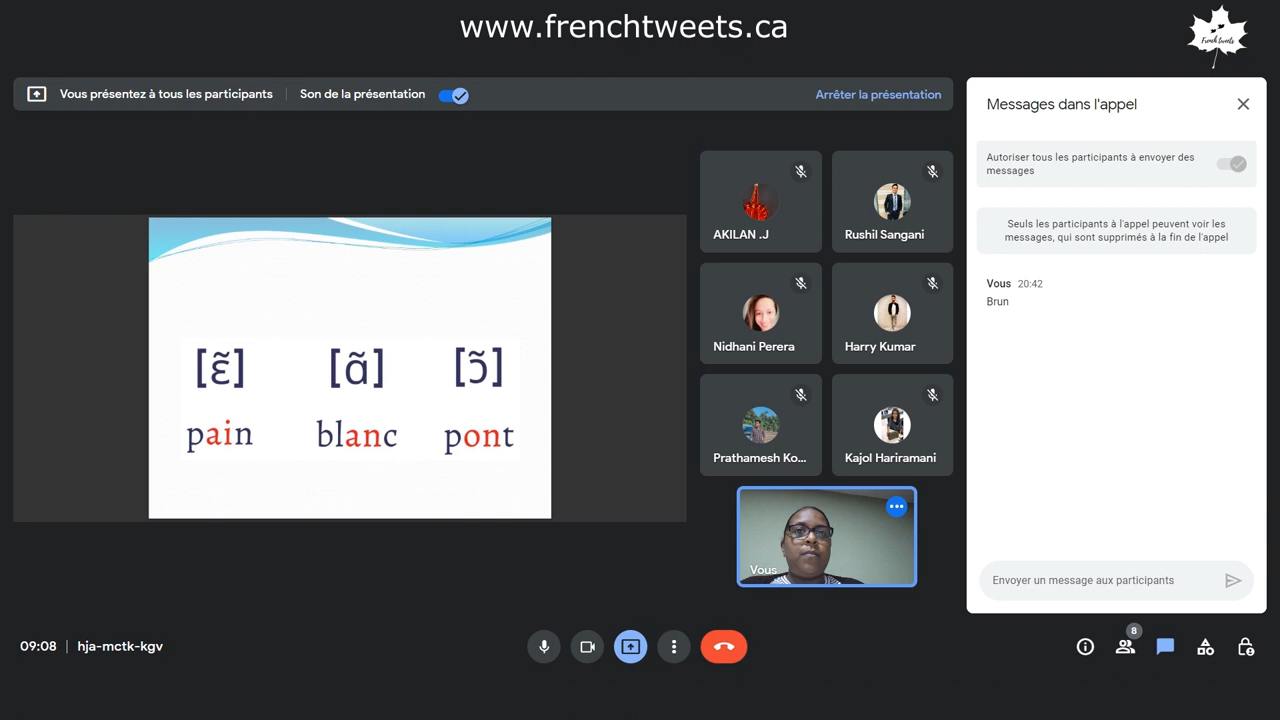 www.frenchtweets.ca
French tweets
Vous présentez à tous les participants
Son de la présentation
Arrêter la présentation
[ɛ̃] [ɑ̃] [ɔ̃]
pain blanc pont
AKILAN .J
Rushil Sangani
Nidhani Perera
Harry Kumar
Prathamesh Ko...
Kajol Hariramani
Vous
Messages dans l'appel
Autoriser tous les participants à envoyer des
messages
Seuls les participants à l'appel peuvent voir les
messages, qui sont supprimés à la fin de l'appel
Vous 20:42
Brun
Envoyer un message aux participants
09:08 | hja-mctk-kgv
8